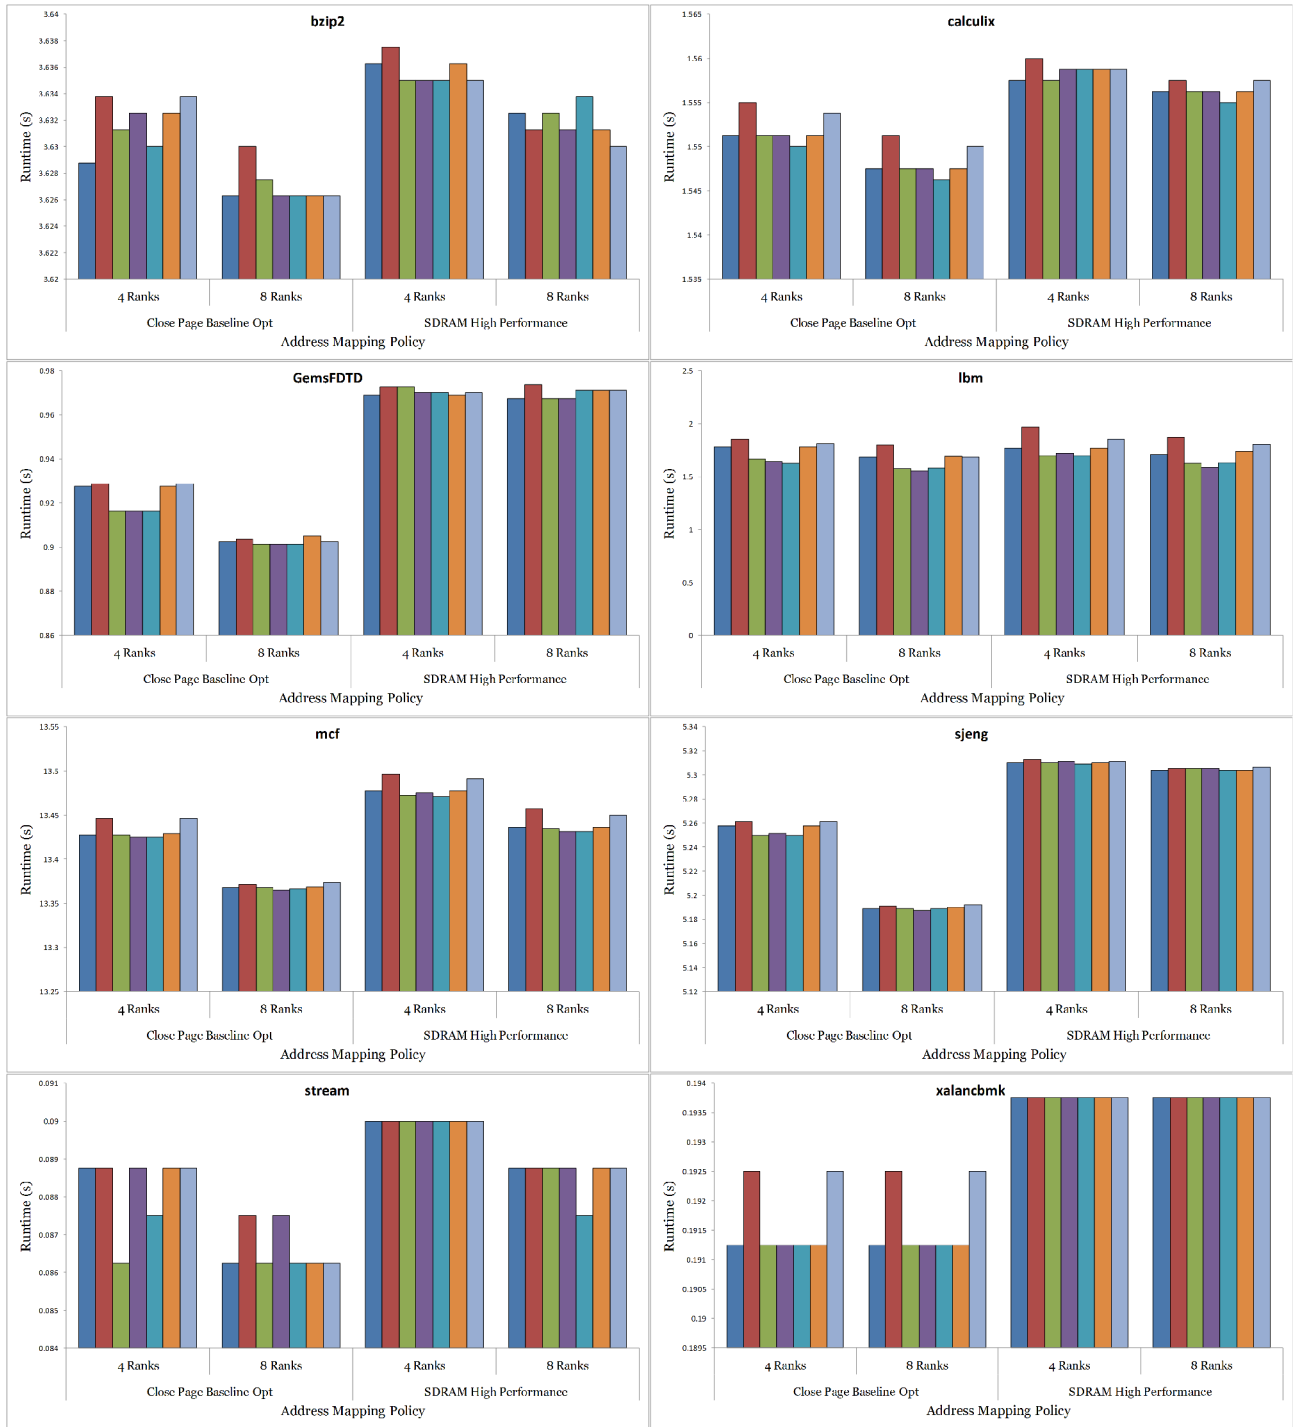 bzip2
Runtime (s)
3.64
3.638
3.636
3.634
3.632
3.63
3.628
3.626
3.624
3.622
3.62
4 Ranks 8 Ranks 4 Ranks 8 Ranks
Close Page Baseline Opt SDRAM High Performance
Address Mapping Policy
calculix
Runtime (s)
1.565
1.56
1.555
1.55
1.545
1.54
1.535
4 Ranks 8 Ranks 4 Ranks 8 Ranks
Close Page Baseline Opt SDRAM High Performance
Address Mapping Policy
GemsFDTD
Runtime (s)
0.98
0.96
0.94
0.92
0.9
0.88
0.86
4 Ranks 8 Ranks 4 Ranks 8 Ranks
Close Page Baseline Opt SDRAM High Performance
Address Mapping Policy
lbm
Runtime (s)
2.5
2
1.5
1
0.5
0
4 Ranks 8 Ranks 4 Ranks 8 Ranks
Close Page Baseline Opt SDRAM High Performance
Address Mapping Policy
mcf
Runtime (s)
13.55
13.5
13.45
13.4
13.35
13.3
13.25
4 Ranks 8 Ranks 4 Ranks 8 Ranks
Close Page Baseline Opt SDRAM High Performance
Address Mapping Policy
sjeng
Runtime (s)
5.34
5.32
5.3
5.28
5.26
5.24
5.22
5.2
5.18
5.16
5.14
5.12
4 Ranks 8 Ranks 4 Ranks 8 Ranks
Close Page Baseline Opt SDRAM High Performance
Address Mapping Policy
stream
Runtime (s)
0.091
0.09
0.089
0.088
0.087
0.086
0.085
0.084
4 Ranks 8 Ranks 4 Ranks 8 Ranks
Close Page Baseline Opt SDRAM High Performance
Address Mapping Policy
xalancbmk
Runtime (s)
0.194
0.1935
0.193
0.1925
0.192
0.1915
0.191
0.1905
0.19
0.1895
4 Ranks 8 Ranks 4 Ranks 8 Ranks
Close Page Baseline Opt SDRAM High Performance
Address Mapping Policy